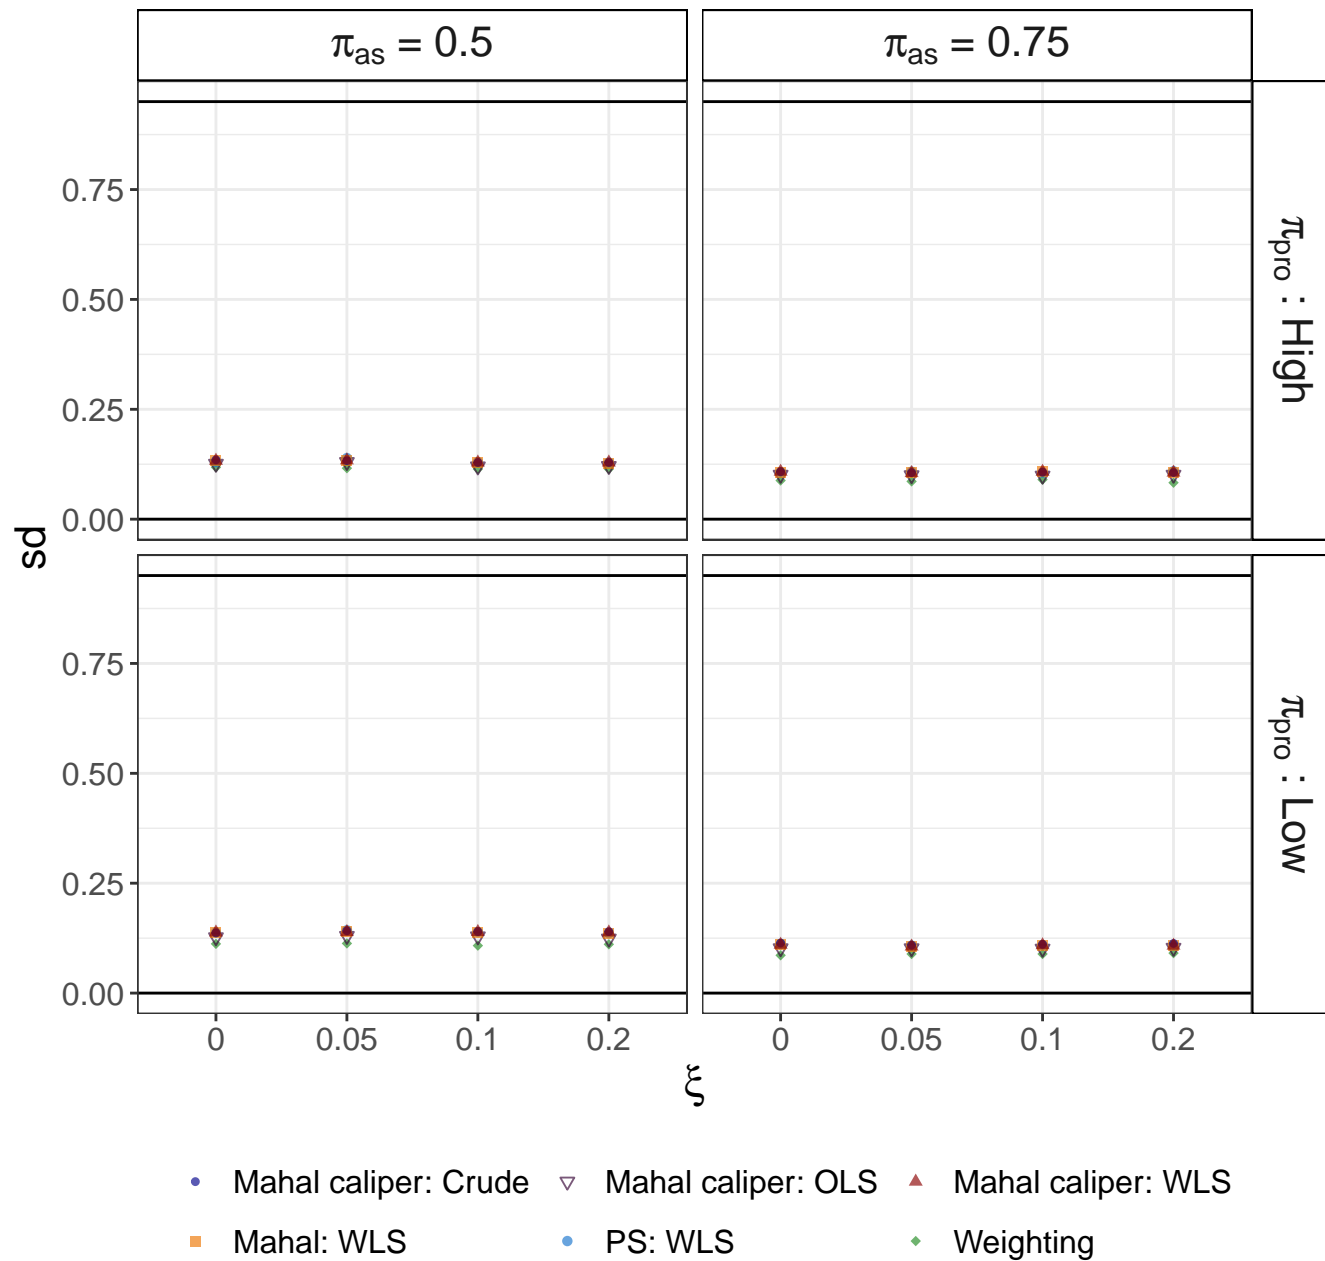 π_as = 0.5
π_as = 0.75
0.75
0.50
0.25
0.00
π_pro : High
sd
0.75
0.50
0.25
0.00
π_pro : Low
0 0.05 0.1 0.2
0 0.05 0.1 0.2
ξ
Mahal caliper: Crude
Mahal caliper: OLS
Mahal caliper: WLS
Mahal: WLS
PS: WLS
Weighting